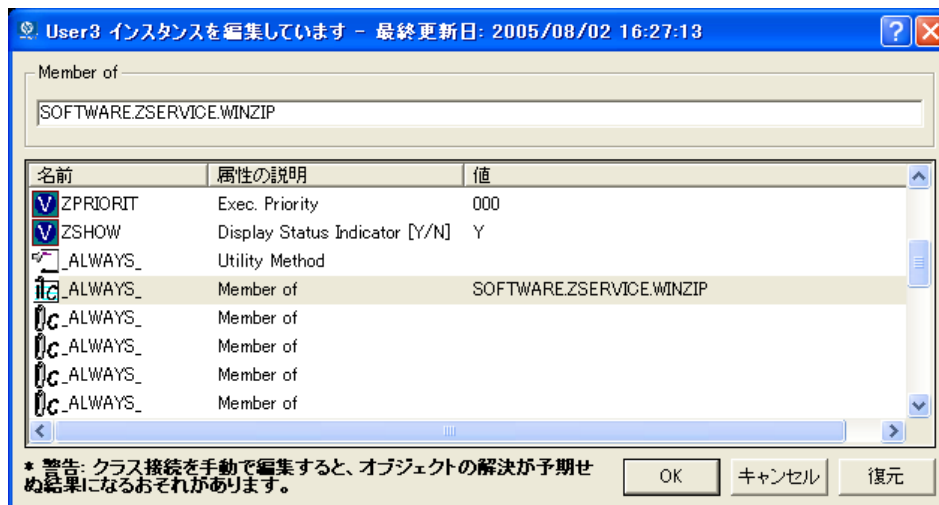 User3 インスタンスを編集しています - 最終更新日: 2005/08/02 16:27:13
Member of
SOFTWARE.ZSERVICE.WINZIP
名前 属性の説明 値
ZPRIORIT Exec. Priority 000
ZSHOW Display Status Indicator [Y/N] Y
_ALWAYS_ Utility Method
_ALWAYS_ Member of SOFTWARE.ZSERVICE.WINZIP
_ALWAYS_ Member of
_ALWAYS_ Member of
_ALWAYS_ Member of
_ALWAYS_ Member of
* 警告: クラス接続を手動で編集すると、オブジェクトの解決が予期せ
ぬ結果になるおそれがあります。
OK キャンセル 復元